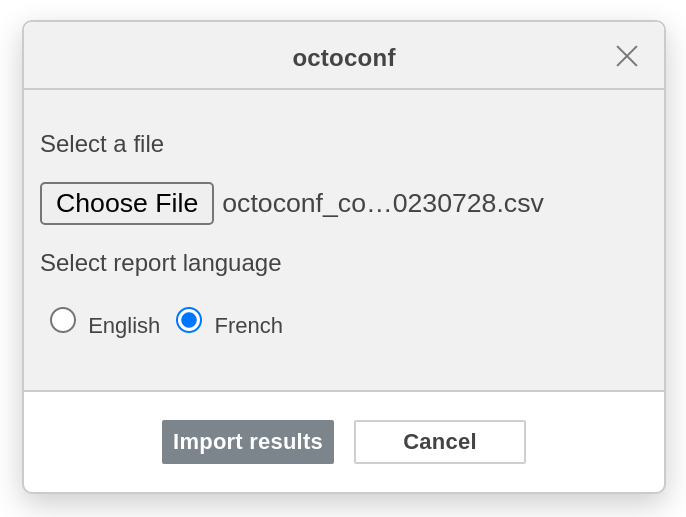 octoconf
Select a file
Choose File octoconf_co…0230728.csv
Select report language
English French
Import results Cancel